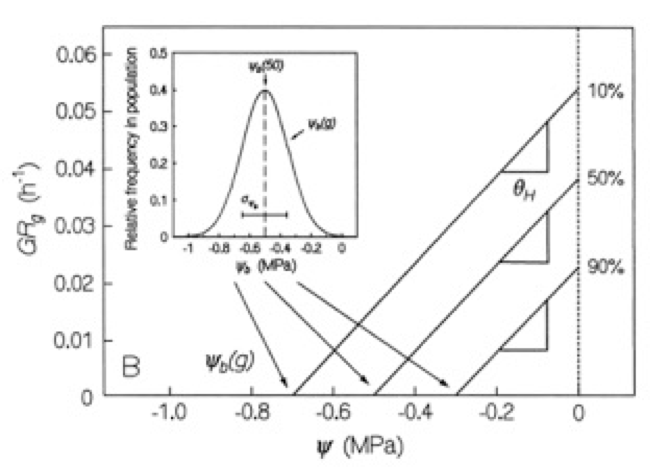 0.06
0.05
0.04
0.03
0.02
0.01
0
GRg (h⁻¹)
0.5
0.4
0.3
0.2
0.1
0
Relative frequency in population
ψb(50)
ψb(g)
σψb
-1 -0.8 -0.6 -0.4 -0.2 0
ψb (MPa)
10%
50%
90%
θH
B
ψb(g)
-1.0 -0.8 -0.6 -0.4 -0.2 0
ψ (MPa)